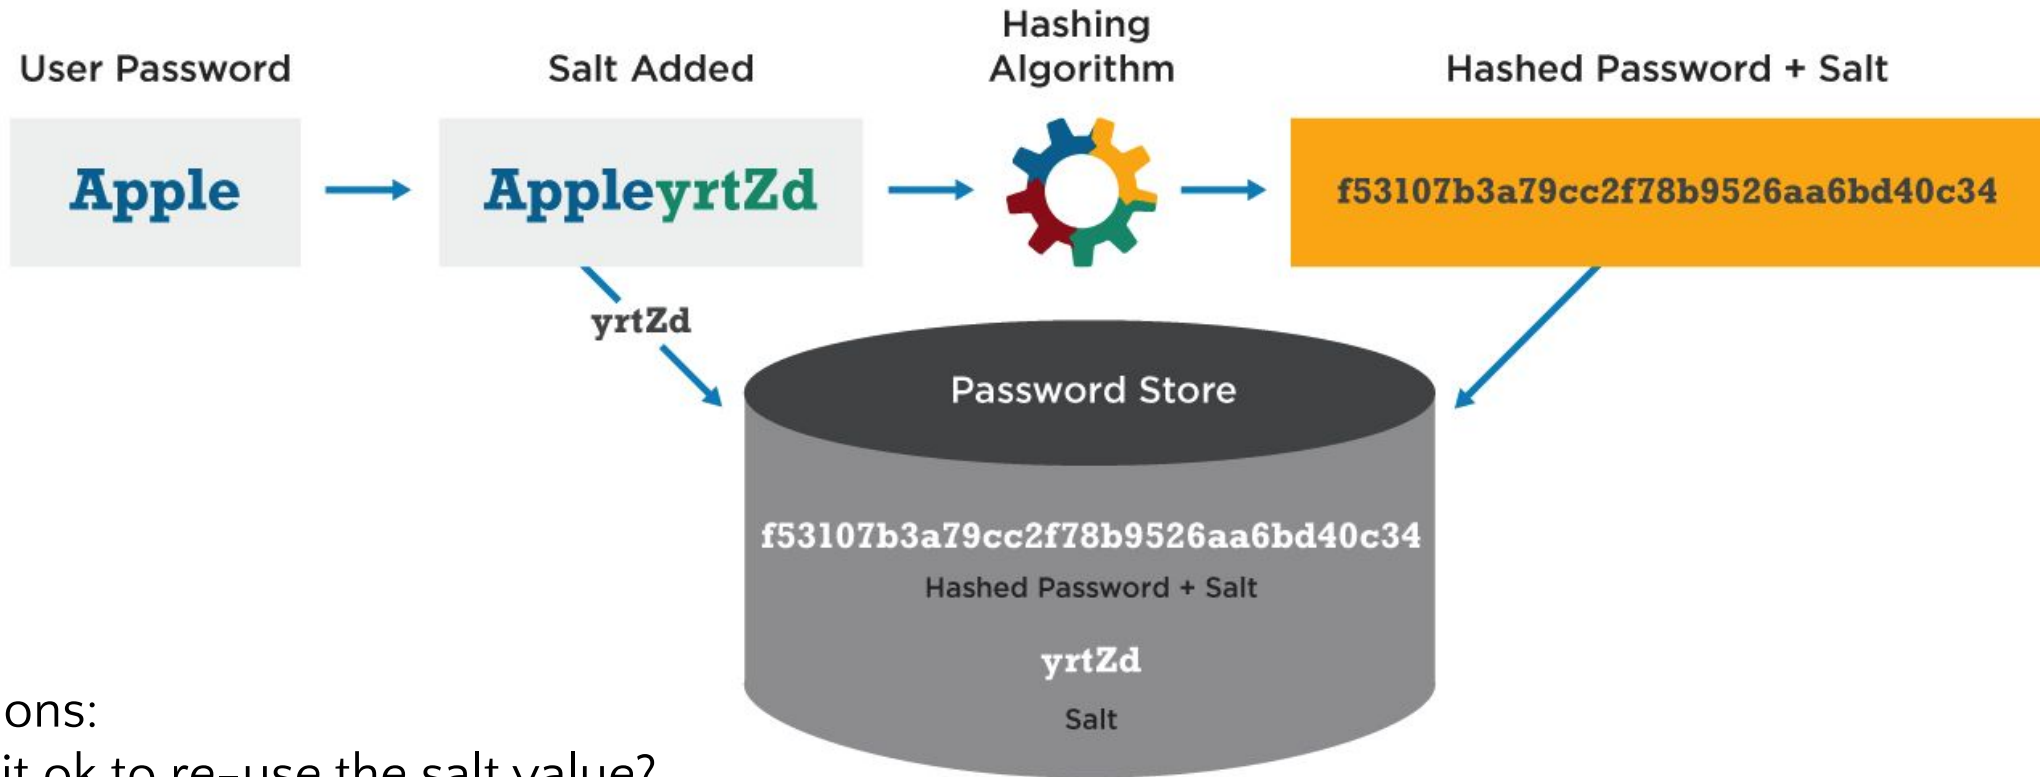 User Password
Salt Added
Hashing
Algorithm
Hashed Password + Salt
Apple
AppleyrtZd
f53107b3a79cc2f78b9526aa6bd40c34
yrtZd
Password Store
f53107b3a79cc2f78b9526aa6bd40c34
Hashed Password + Salt
yrtZd
Salt
ons:
it ok to re-use the salt value?